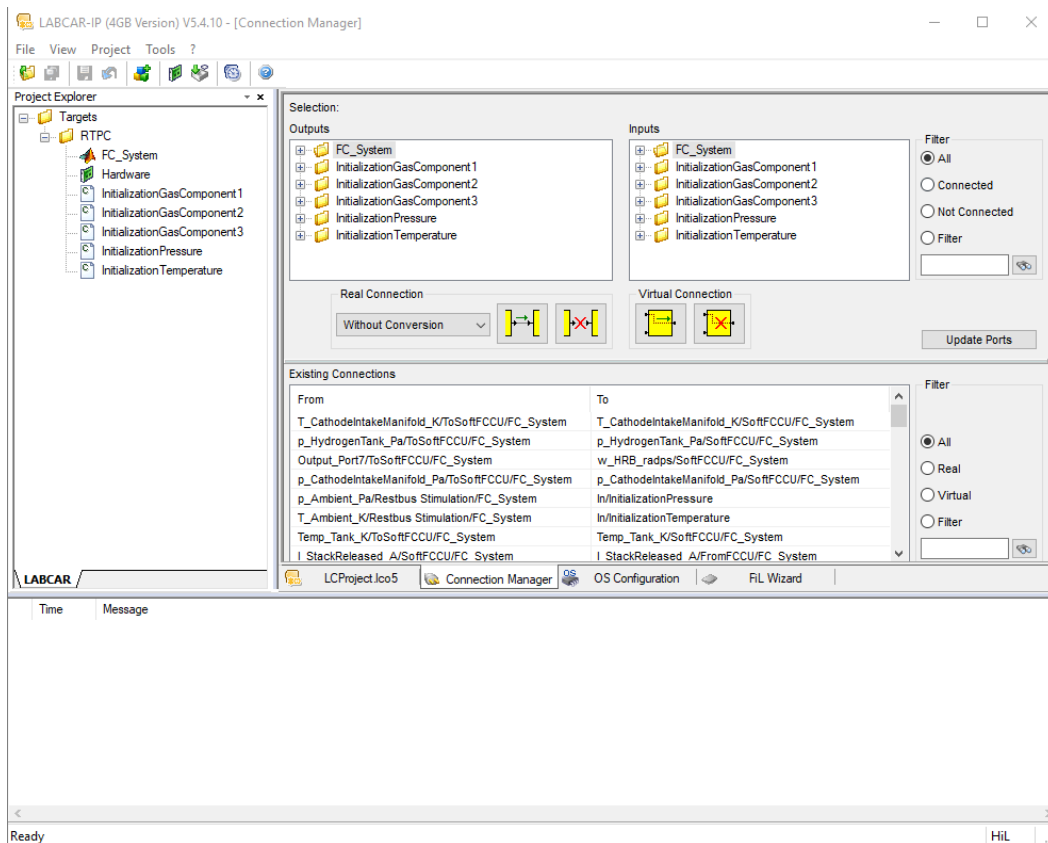 LABCAR-IP (4GB Version) V5.4.10 - [Connection Manager]
File View Project Tools ?
Project Explorer
Targets
RTPC
FC_System
Hardware
InitializationGasComponent1
InitializationGasComponent2
InitializationGasComponent3
InitializationPressure
InitializationTemperature
LABCAR
Selection:
Outputs
FC_System
InitializationGasComponent1
InitializationGasComponent2
InitializationGasComponent3
InitializationPressure
InitializationTemperature
Inputs
FC_System
InitializationGasComponent1
InitializationGasComponent2
InitializationGasComponent3
InitializationPressure
InitializationTemperature
Filter
All
Connected
Not Connected
Filter
Real Connection
Without Conversion
Virtual Connection
Update Ports
Existing Connections
From To
T_CathodeIntakeManifold_K/ToSoftFCCU/FC_System T_CathodeIntakeManifold_K/SoftFCCU/FC_System
p_HydrogenTank_Pa/ToSoftFCCU/FC_System p_HydrogenTank_Pa/SoftFCCU/FC_System
Output_Port7/ToSoftFCCU/FC_System w_HRB_radps/SoftFCCU/FC_System
p_CathodeIntakeManifold_Pa/ToSoftFCCU/FC_System p_CathodeIntakeManifold_Pa/SoftFCCU/FC_System
p_Ambient_Pa/Restbus Stimulation/FC_System In/InitializationPressure
T_Ambient_K/Restbus Stimulation/FC_System In/InitializationTemperature
Temp_Tank_K/ToSoftFCCU/FC_System Temp_Tank_K/SoftFCCU/FC_System
I_StackReleased_A/SoftFCCU/FC_System I_StackReleased_A/FromFCCU/FC_System
Filter
All
Real
Virtual
Filter
LCProject.lco5 Connection Manager OS OS Configuration FiL Wizard
Time Message
Ready HiL